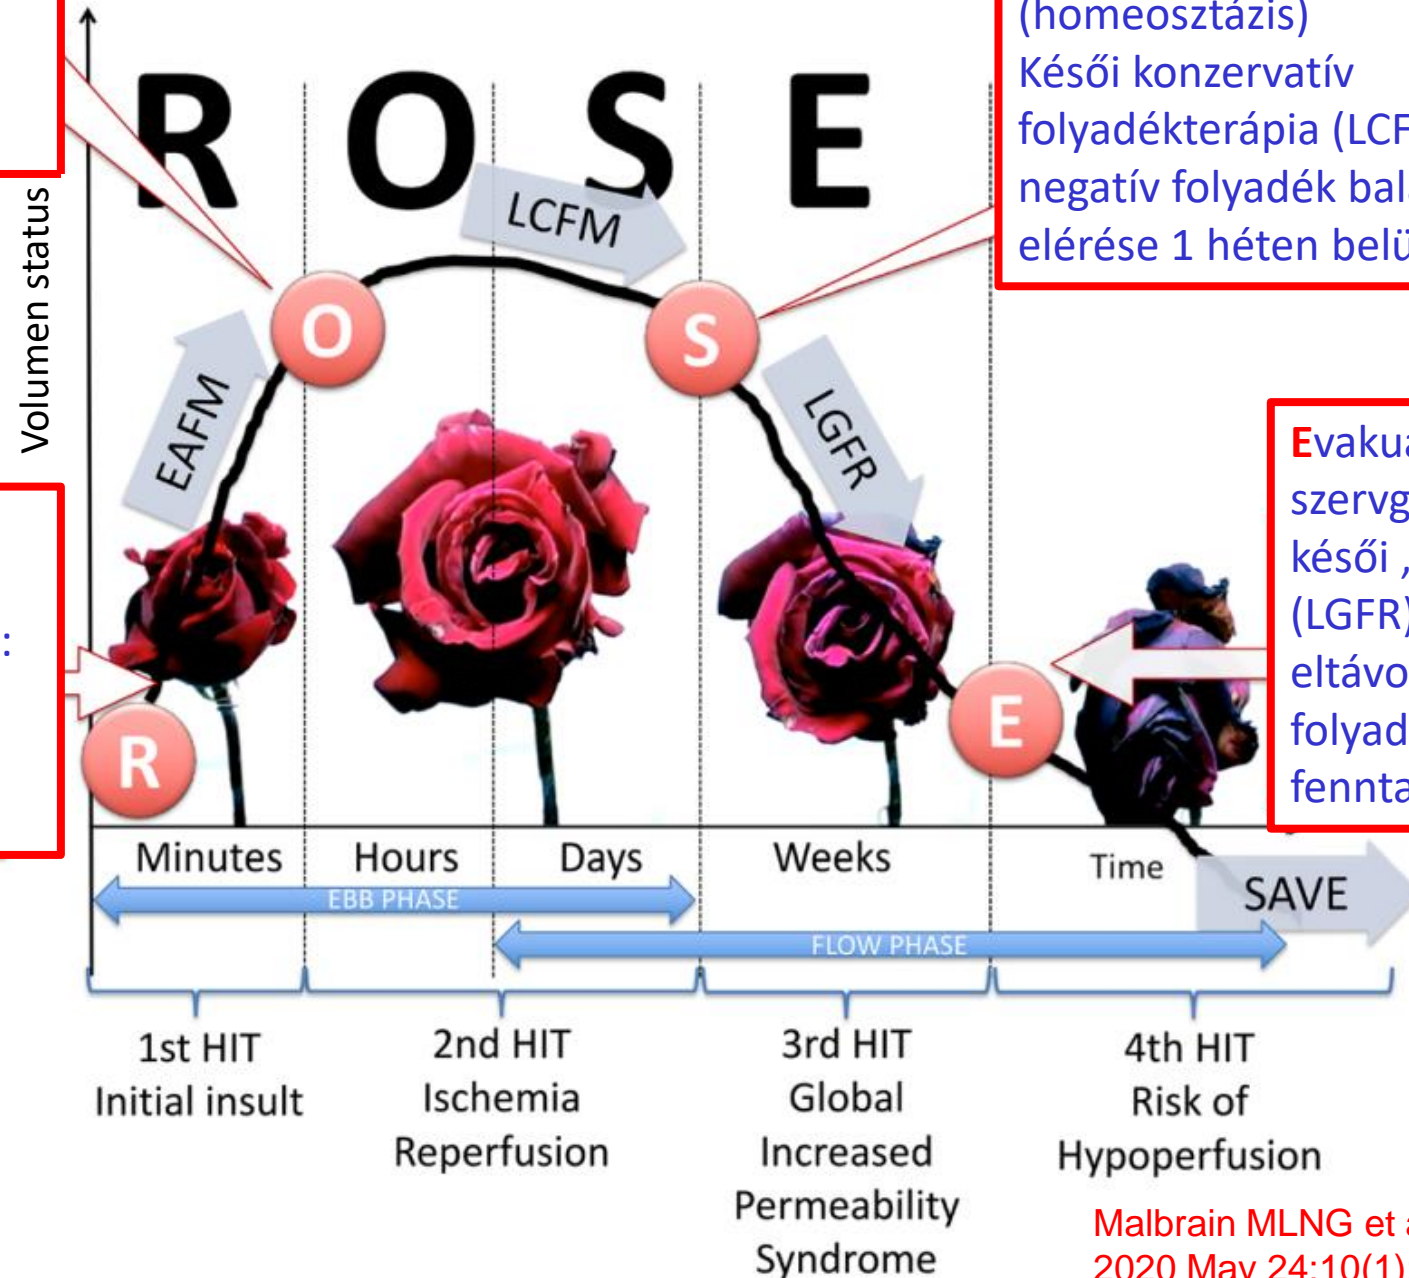 (homeosztázis)
Késői konzervatív
folyadékterápia (LCF
negatív folyadék bal
elérése 1 héten belü
R O S E
Volumen status
LCFM
O
S
EAFM
LGFR
Evaku
szervg
késői „
(LGFR)
eltávo
folyad
fennta
:
R
E
Minutes Hours Days Weeks Time
EBB PHASE
SAVE
FLOW PHASE
1st HIT
Initial insult
2nd HIT
Ischemia
Reperfusion
3rd HIT
Global
Increased
Permeability
Syndrome
4th HIT
Risk of
Hypoperfusion
Malbrain MLNG et
2020 May 24;10(1)